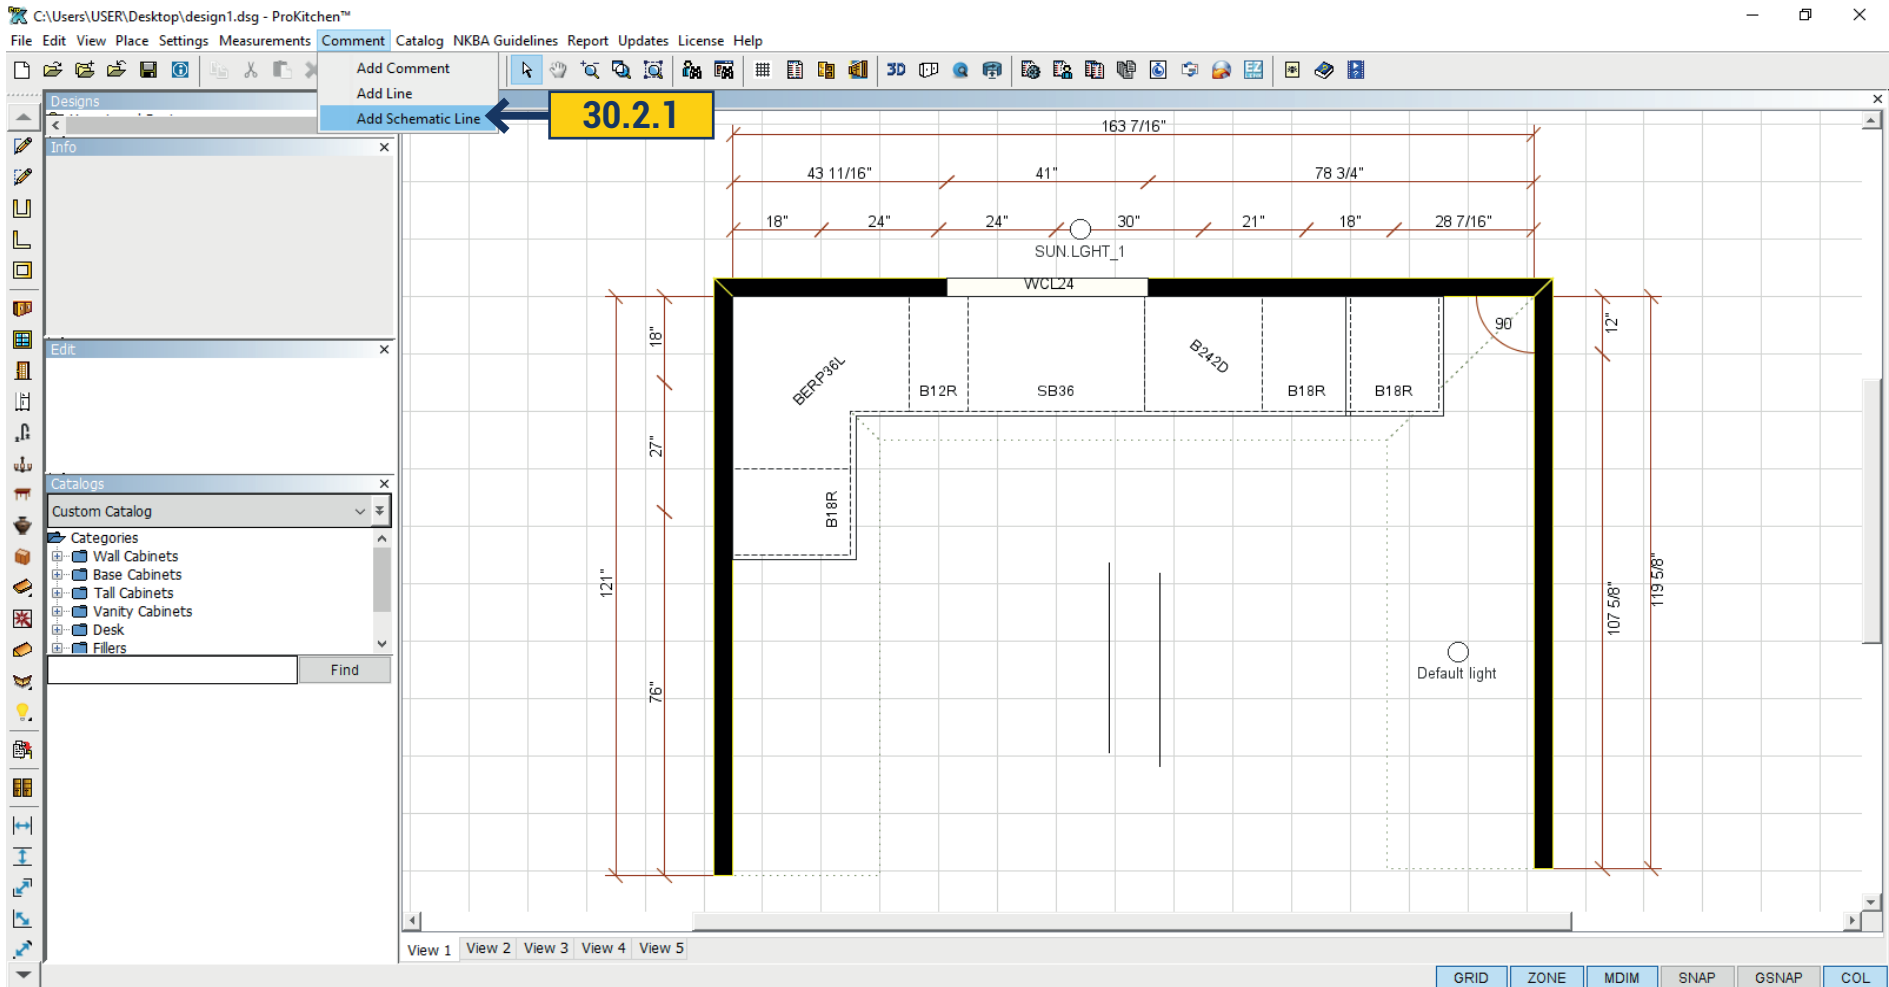 C:\Users\USER\Desktop\design1.dsg - ProKitchen™
File Edit View Place Settings Measurements Comment Catalog NKBA Guidelines Report Updates License Help
Add Comment
Add Line
Add Schematic Line
30.2.1
3D
EZ
Designs
Info
Edit
Catalogs
Custom Catalog
Categories
Wall Cabinets
Base Cabinets
Tall Cabinets
Vanity Cabinets
Desk
Fillers
Find
163 7/16"
43 11/16" 41" 78 3/4"
18" 24" 24" 30" 21" 18" 28 7/16"
SUN.LGHT_1
WCL24
18"
27"
121"
76"
BERP36L
B12R
SB36
B242D
B18R
B18R
B18R
90
12"
107 5/8"
119 5/8"
Default light
View 1 View 2 View 3 View 4 View 5
GRID ZONE MDIM SNAP GSNAP COL